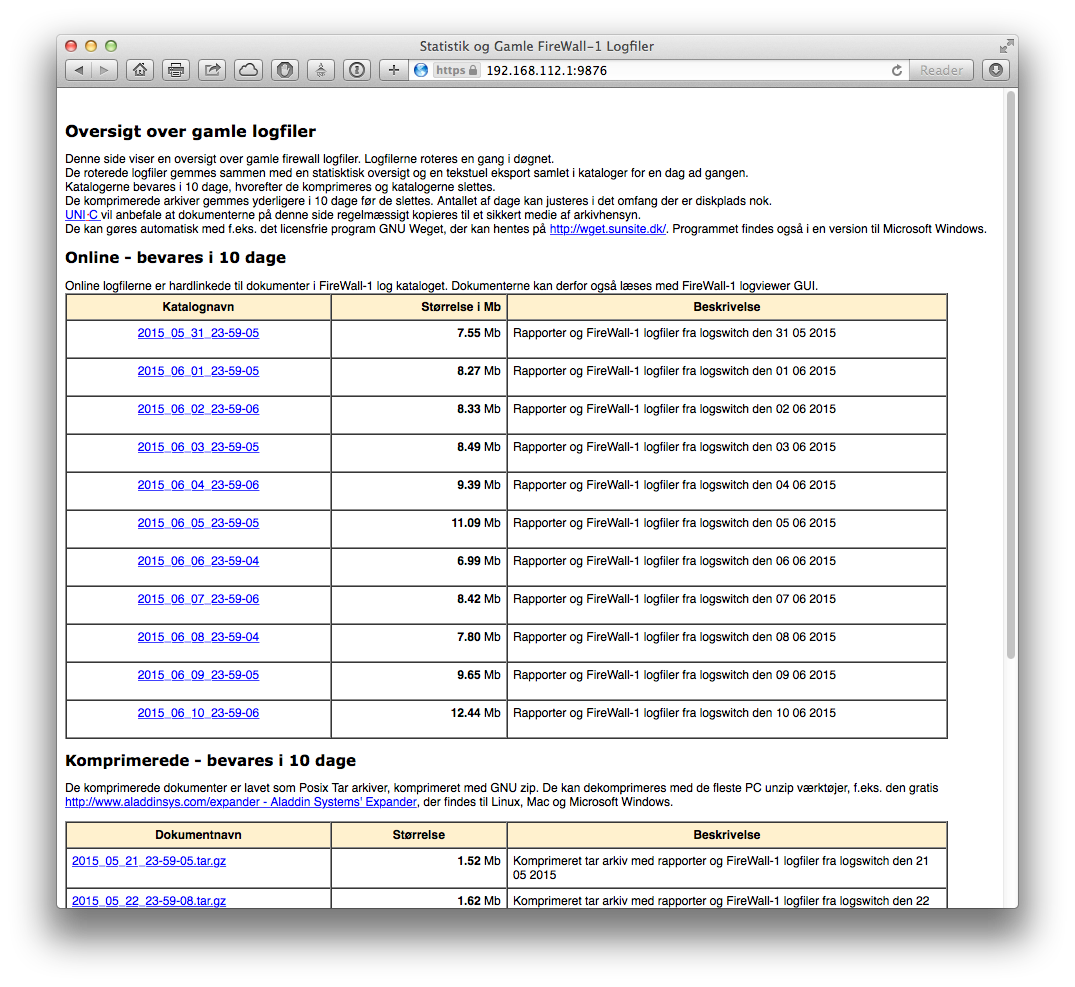 Statistik og Gamle FireWall-1 Logfiler
https 192.168.112.1:9876 Reader
Oversigt over gamle logfiler
Denne side viser en oversigt over gamle firewall logfiler. Logfilerne roteres en gang i døgnet.
De roterede logfiler gemmes sammen med en statisktisk oversigt og en tekstuel eksport samlet i kataloger for en dag ad gangen.
Katalogerne bevares i 10 dage, hvorefter de komprimeres og katalogerne slettes.
De komprimerede arkiver gemmes yderligere i 10 dage før de slettes. Antallet af dage kan justeres i det omfang der er diskplads nok.
UNI·C vil anbefale at dokumenterne på denne side regelmæssigt kopieres til et sikkert medie af arkivhensyn.
De kan gøres automatisk med f.eks. det licensfrie program GNU Weget, der kan hentes på http://wget.sunsite.dk/. Programmet findes også i en version til Microsoft Windows.
Online - bevares i 10 dage
Online logfilerne er hardlinkede til dokumenter i FireWall-1 log kataloget. Dokumenterne kan derfor også læses med FireWall-1 logviewer GUI.
Katalognavn Størrelse i Mb Beskrivelse
2015_05_31_23-59-05 7.55 Mb Rapporter og FireWall-1 logfiler fra logswitch den 31 05 2015
2015_06_01_23-59-05 8.27 Mb Rapporter og FireWall-1 logfiler fra logswitch den 01 06 2015
2015_06_02_23-59-06 8.33 Mb Rapporter og FireWall-1 logfiler fra logswitch den 02 06 2015
2015_06_03_23-59-05 8.49 Mb Rapporter og FireWall-1 logfiler fra logswitch den 03 06 2015
2015_06_04_23-59-06 9.39 Mb Rapporter og FireWall-1 logfiler fra logswitch den 04 06 2015
2015_06_05_23-59-05 11.09 Mb Rapporter og FireWall-1 logfiler fra logswitch den 05 06 2015
2015_06_06_23-59-04 6.99 Mb Rapporter og FireWall-1 logfiler fra logswitch den 06 06 2015
2015_06_07_23-59-06 8.42 Mb Rapporter og FireWall-1 logfiler fra logswitch den 07 06 2015
2015_06_08_23-59-04 7.80 Mb Rapporter og FireWall-1 logfiler fra logswitch den 08 06 2015
2015_06_09_23-59-05 9.65 Mb Rapporter og FireWall-1 logfiler fra logswitch den 09 06 2015
2015_06_10_23-59-06 12.44 Mb Rapporter og FireWall-1 logfiler fra logswitch den 10 06 2015
Komprimerede - bevares i 10 dage
De komprimerede dokumenter er lavet som Posix Tar arkiver, komprimeret med GNU zip. De kan dekomprimeres med de fleste PC unzip værktøjer, f.eks. den gratis
http://www.aladdinsys.com/expander - Aladdin Systems' Expander, der findes til Linux, Mac og Microsoft Windows.
Dokumentnavn Størrelse Beskrivelse
2015_05_21_23-59-05.tar.gz 1.52 Mb Komprimeret tar arkiv med rapporter og FireWall-1 logfiler fra logswitch den 21
05 2015
2015_05_22_23-59-08.tar.gz 1.62 Mb Komprimeret tar arkiv med rapporter og FireWall-1 logfiler fra logswitch den 22